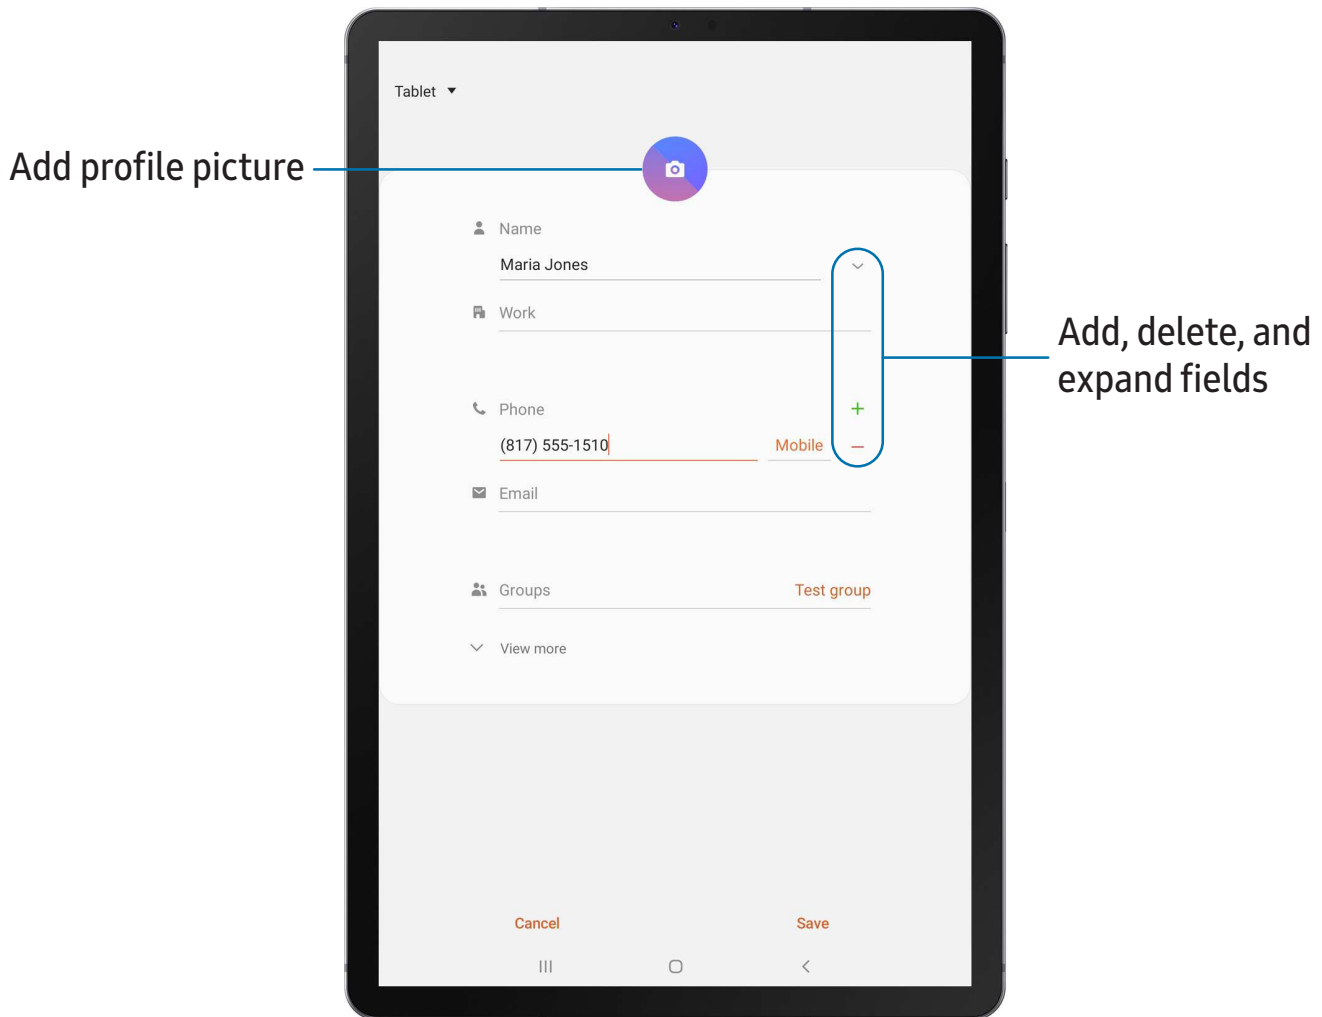 Tablet
Add profile picture
Name
Maria Jones
Work
Add, delete, and
expand fields
Phone
(817) 555-1510 Mobile
Email
Groups Test group
View more
Cancel Save